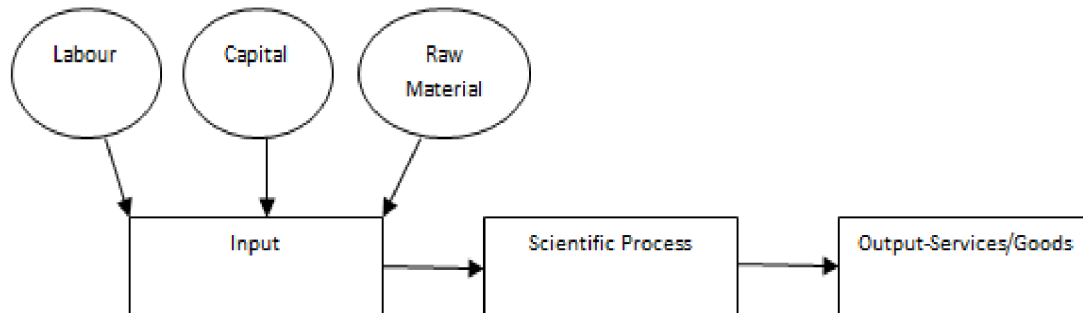 Labour
Capital
Raw
Material
Input
Scientific Process
Output-Services/Goods